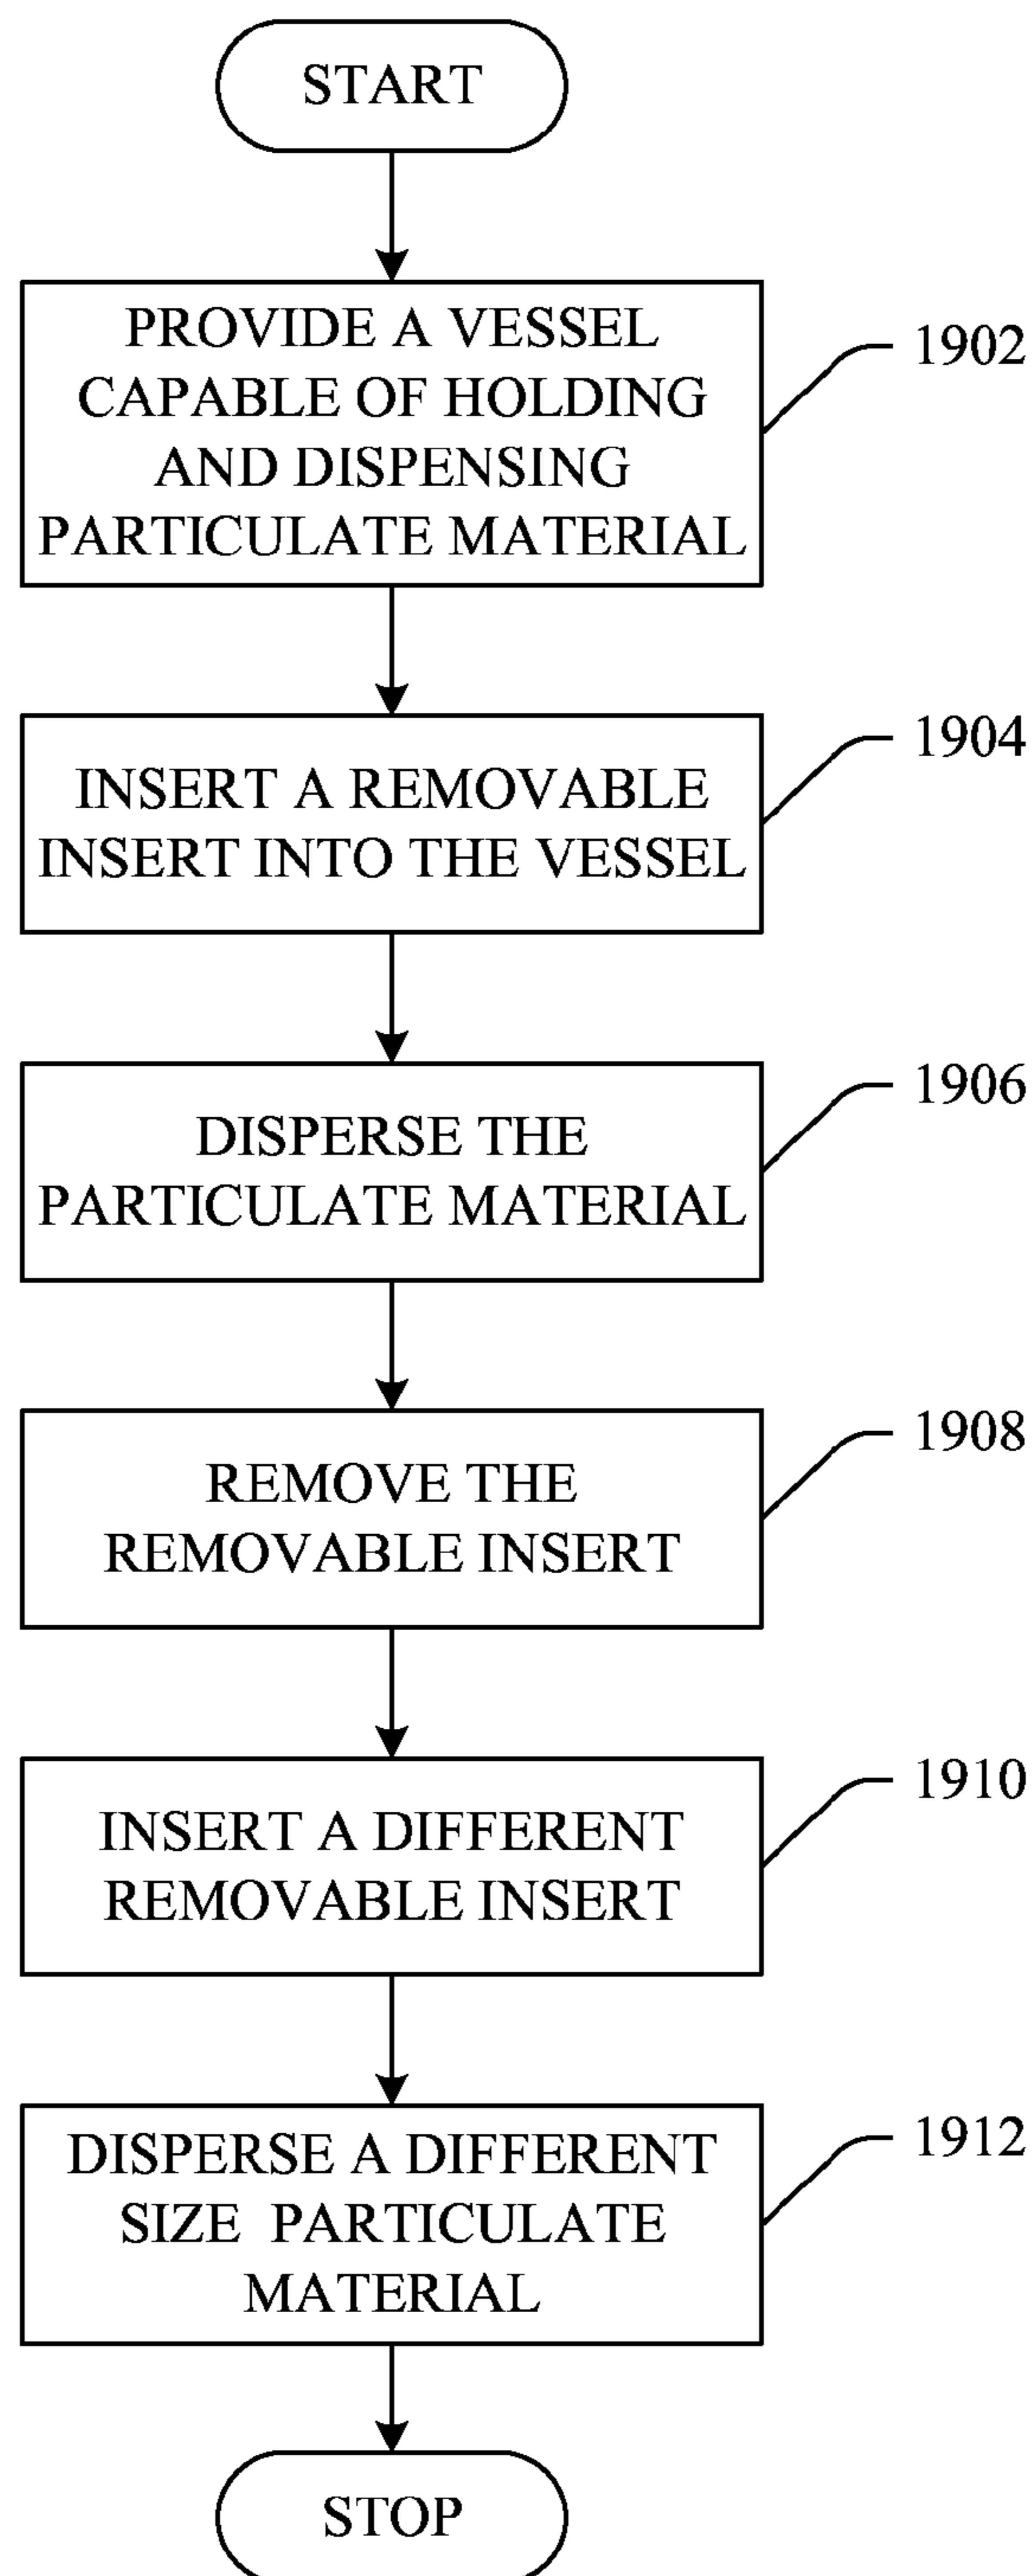 START
PROVIDE A VESSEL
CAPABLE OF HOLDING
AND DISPENSING
PARTICULATE MATERIAL
1902
INSERT A REMOVABLE
INSERT INTO THE VESSEL
1904
DISPERSE THE
PARTICULATE MATERIAL
1906
REMOVE THE
REMOVABLE INSERT
1908
INSERT A DIFFERENT
REMOVABLE INSERT
1910
DISPERSE A DIFFERENT
SIZE PARTICULATE
MATERIAL
1912
STOP